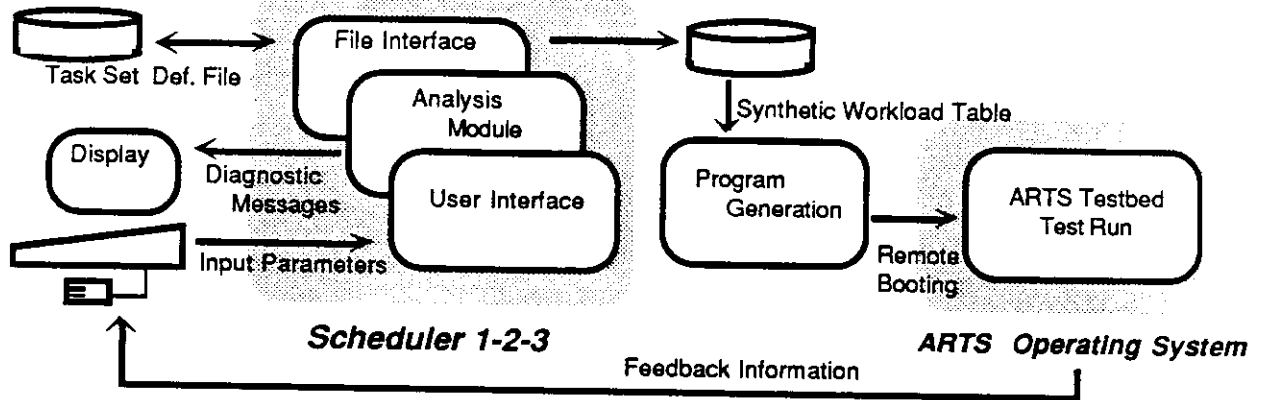 File Interface
Task Set Def. File
Analysis
Module
Synthetic Workload Table
Display
Diagnostic
Messages
User Interface
Program
Generation
ARTS Testbed
Test Run
Input Parameters
Remote
Booting
Scheduler 1-2-3
ARTS Operating System
Feedback Information